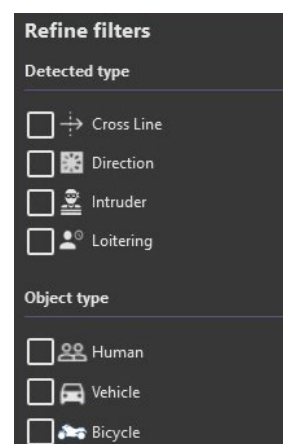 Refine filters
Detected type
Cross Line
Direction
Intruder
Loitering
Object type
Human
Vehicle
Bicycle